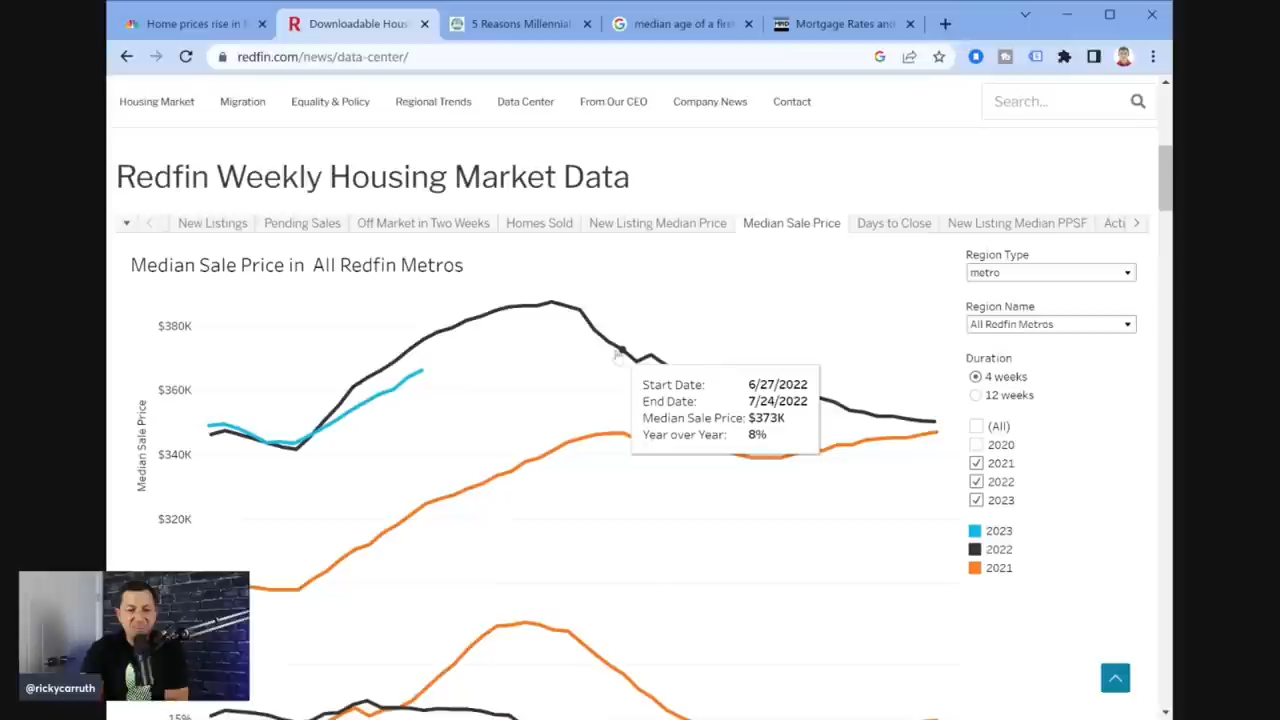 Home prices rise in
Downloadable Hous
5 Reasons Millennial
median age of a firs
Mortgage Rates and
redfin.com/news/data-center/
Housing Market
Migration
Equality & Policy
Regional Trends
Data Center
From Our CEO
Company News
Contact
Search...
Redfin Weekly Housing Market Data
New Listings
Pending Sales
Off Market in Two Weeks
Homes Sold
New Listing Median Price
Median Sale Price
Days to Close
New Listing Median PPSF
Acti
Median Sale Price in All Redfin Metros
Region Type
metro
Region Name
All Redfin Metros
Duration
4 weeks
12 weeks
(All)
2020
2021
2022
2023
2023
2022
2021
$380K
$360K
$340K
$320K
Median Sale Price
Start Date: 6/27/2022
End Date: 7/24/2022
Median Sale Price: $373K
Year over Year: 8%
15%
@rickycarruth